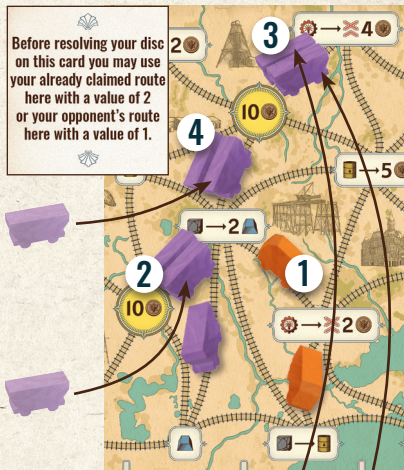 Before resolving your disc
on this card you may use
your already claimed route
here with a value of 2
or your opponent's route
here with a value of 1.
2
3
4
10
4
5
2
2
1
10
2